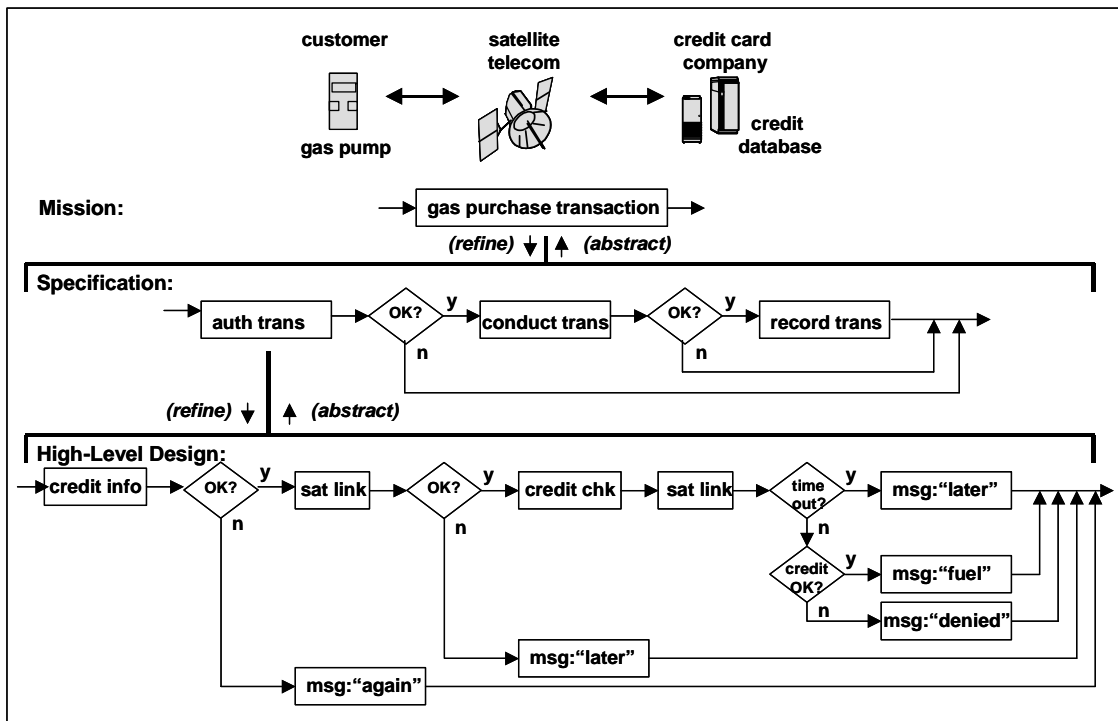 customer
satellite
telecom
credit card
company
gas pump
credit
database
Mission:
gas purchase transaction
(refine) (abstract)
Specification:
auth trans
OK?
y
conduct trans
OK?
y
record trans
n
n
(refine) (abstract)
High-Level Design:
credit info
OK?
y
sat link
OK?
y
credit chk
sat link
time
out?
y
msg:“later”
n
n
n
credit
OK?
y
msg:“fuel”
n
msg:“denied”
msg:“later”
msg:“again”